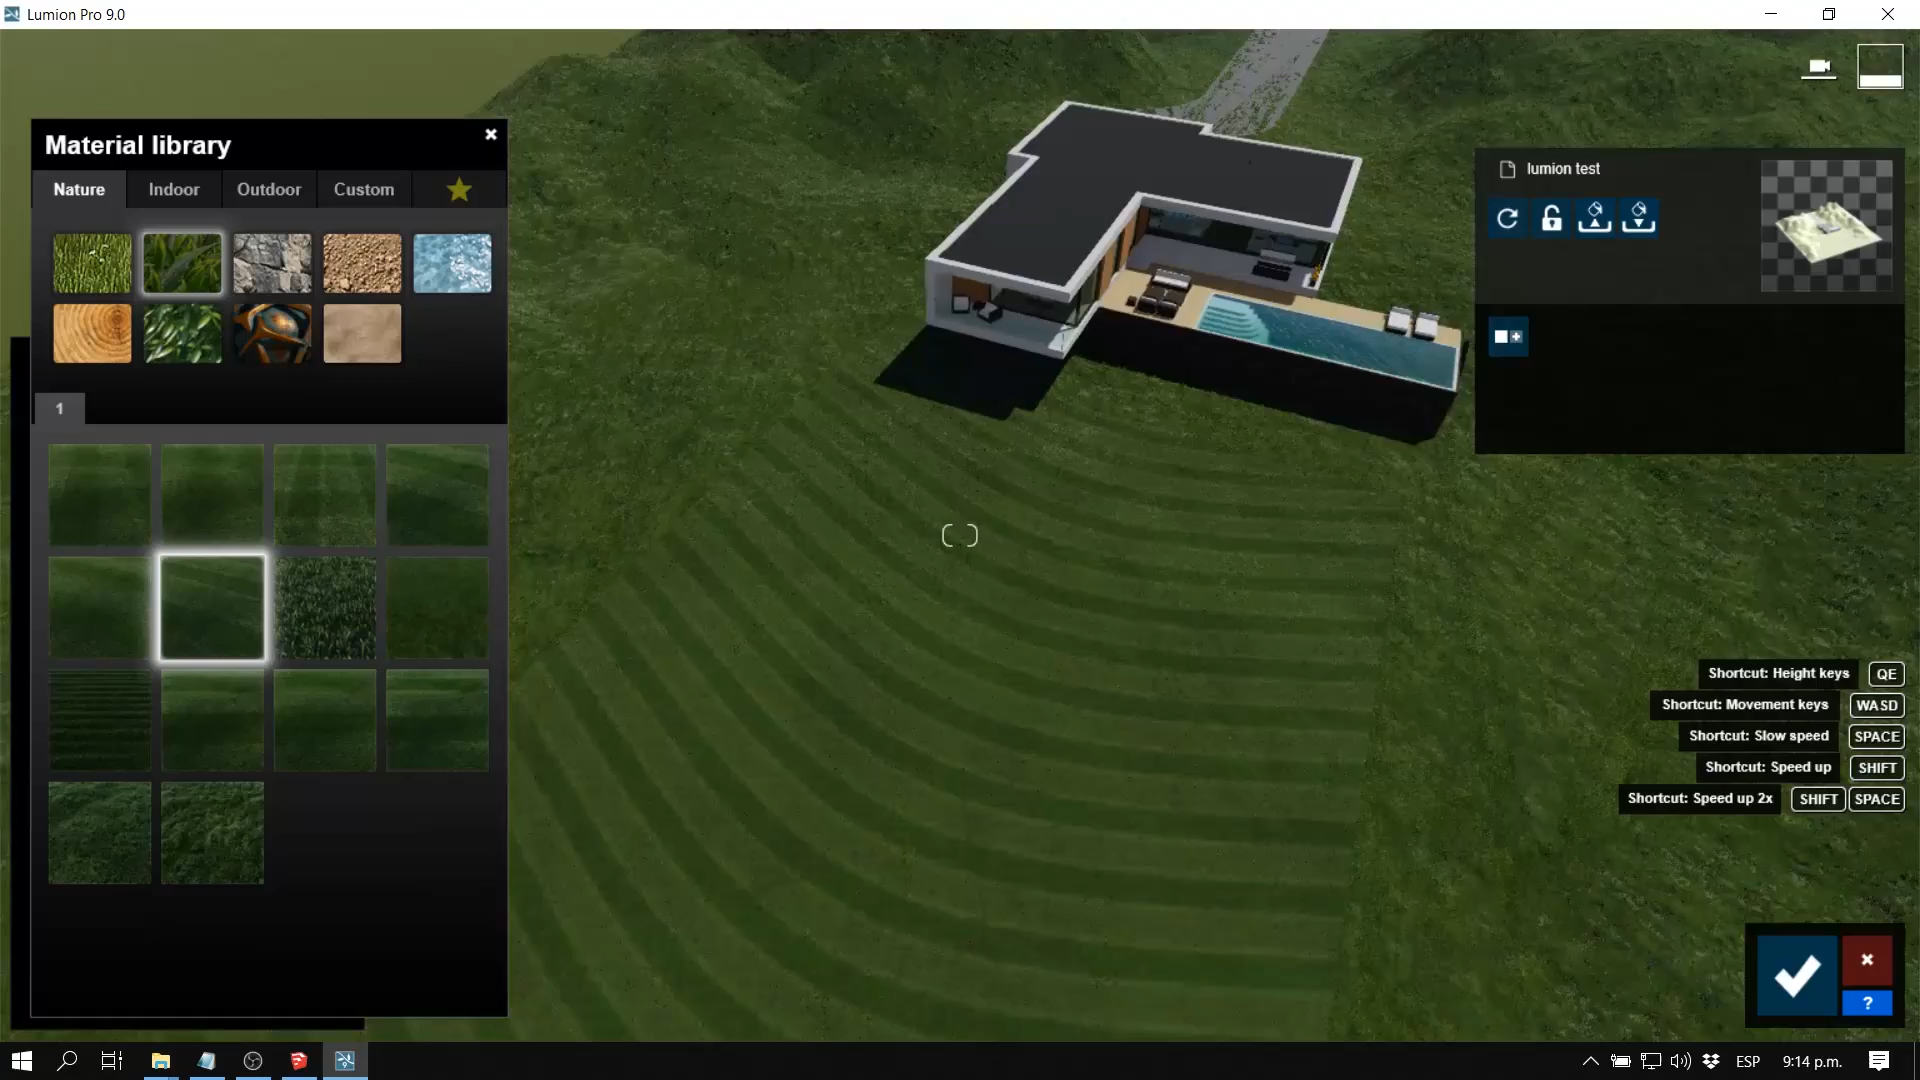 Lumion Pro 9.0
Material library
Nature Indoor Outdoor Custom
1
lumion test
Shortcut: Height keys QE
Shortcut: Movement keys WASD
Shortcut: Slow speed SPACE
Shortcut: Speed up SHIFT
Shortcut: Speed up 2x SHIFT SPACE
?
ESP 9:14 p.m.